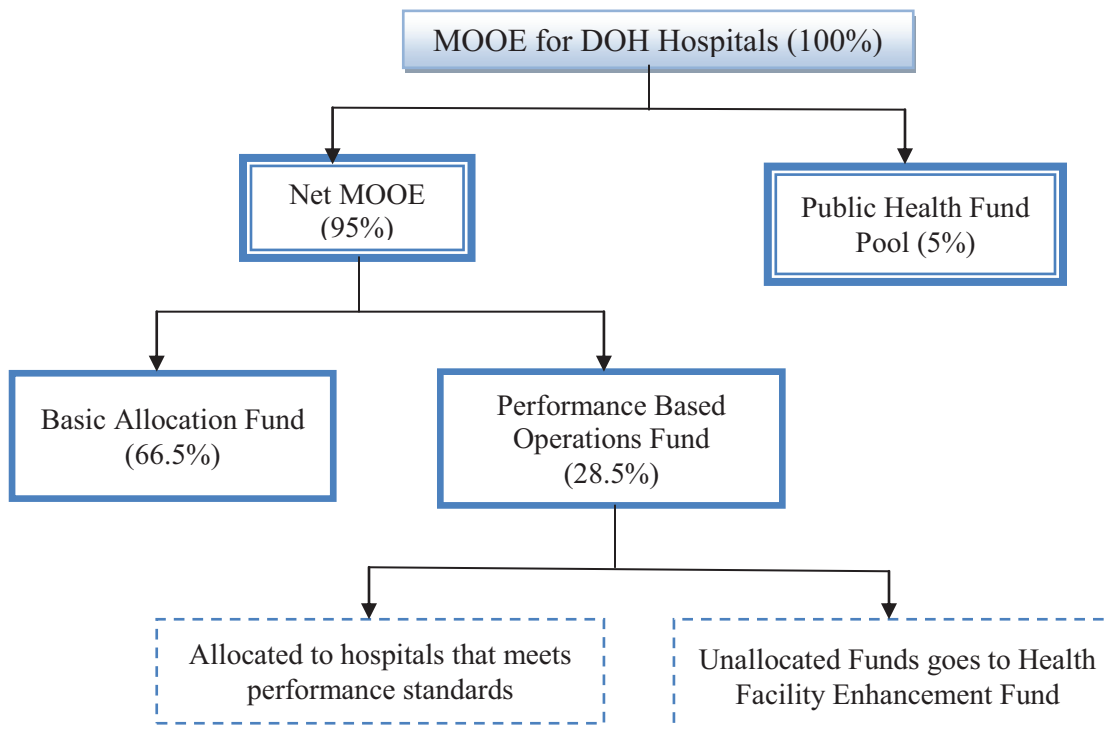 MOOE for DOH Hospitals (100%)
Net MOOE
(95%)
Public Health Fund
Pool (5%)
Basic Allocation Fund
(66.5%)
Performance Based
Operations Fund
(28.5%)
Allocated to hospitals that meets
performance standards
Unallocated Funds goes to Health
Facility Enhancement Fund